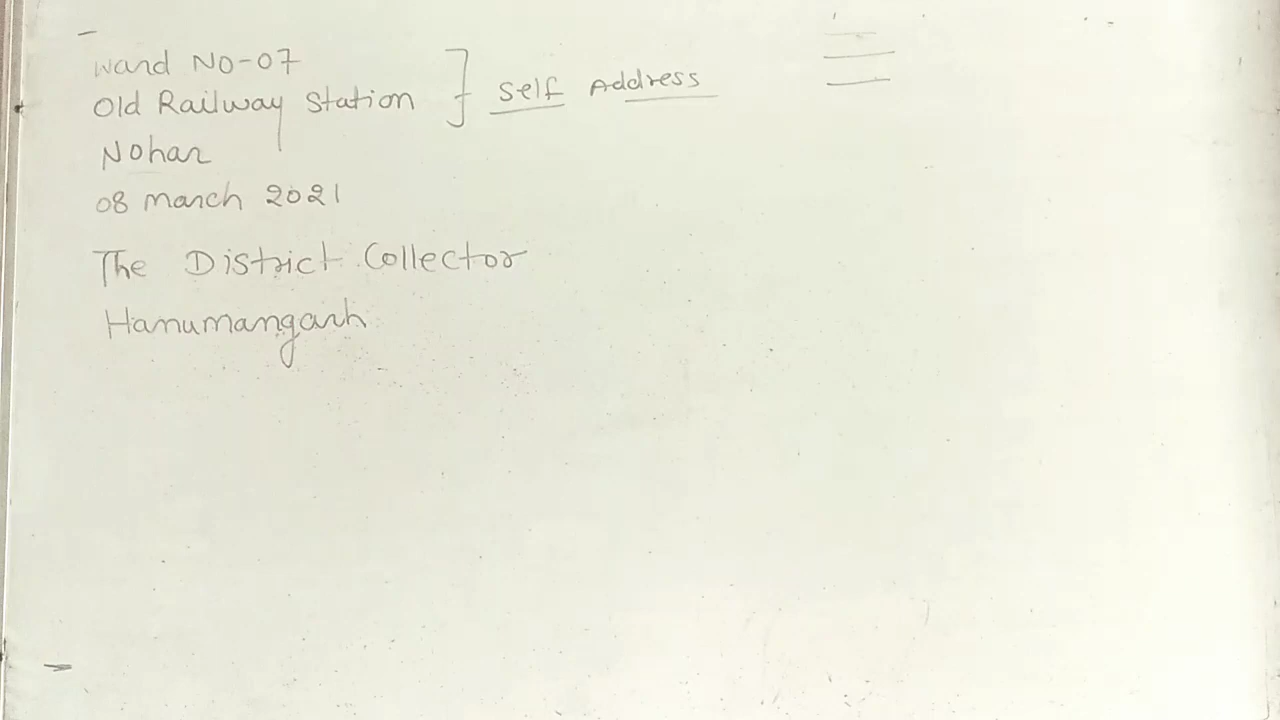 Ward NO-07
Old Railway Station } Self Address
Nohar
08 march 2021
The District Collector
Hanumangarh